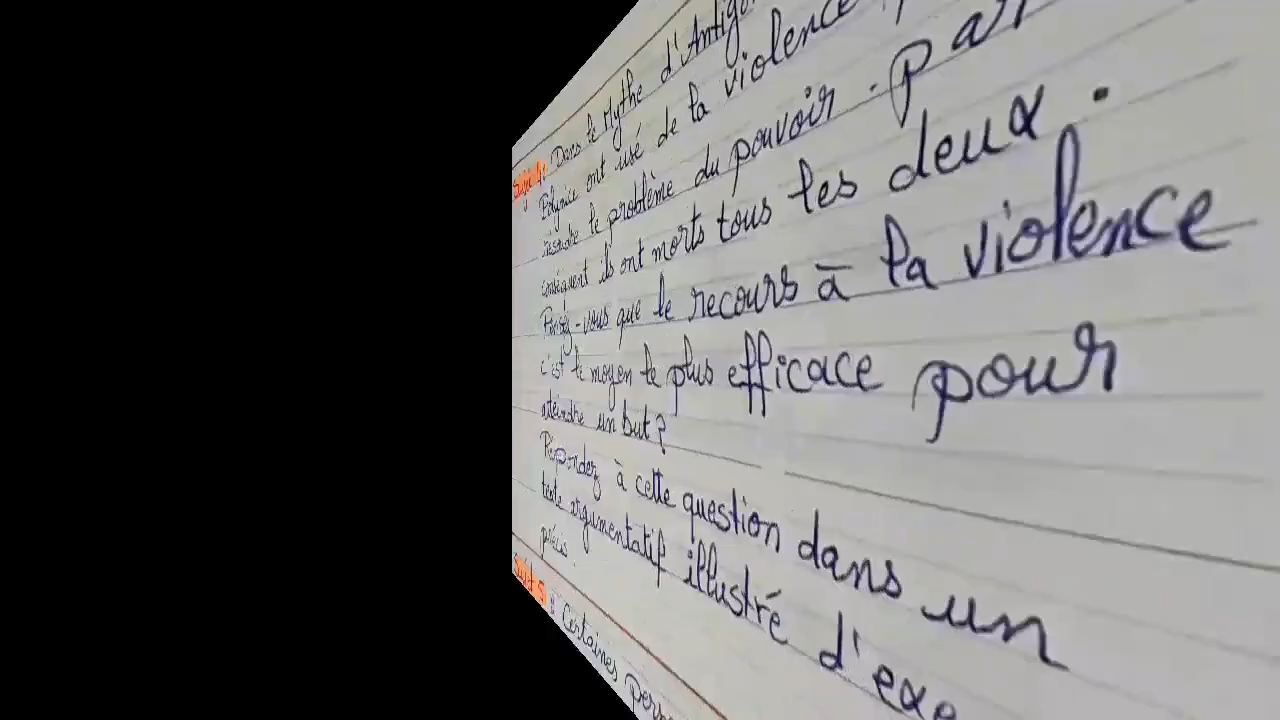 Sujet 4: Dans le Mythe d'Antigo
Polynice ont usé de la violence
résoudre le problème du pouvoir. Par
conséquent ils ont morts tous les deux.
Pensez-vous que le recours à la violence
c'est le moyen le plus efficace pour
atteindre un but?
Répondez à cette question dans un
texte argumentatif illustré d'exe
précis.
Sujet 5: Certaines pers